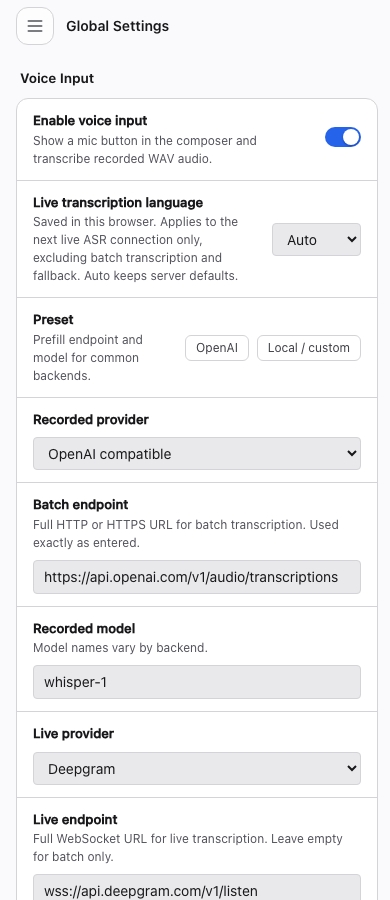 Global Settings
Voice Input
Enable voice input
Show a mic button in the composer and
transcribe recorded WAV audio.
Live transcription language
Saved in this browser. Applies to the
next live ASR connection only,
excluding batch transcription and
fallback. Auto keeps server defaults.
Auto
Preset
Prefill endpoint and
model for common
backends.
OpenAI
Local / custom
Recorded provider
OpenAI compatible
Batch endpoint
Full HTTP or HTTPS URL for batch transcription. Used
exactly as entered.
https://api.openai.com/v1/audio/transcriptions
Recorded model
Model names vary by backend.
whisper-1
Live provider
Deepgram
Live endpoint
Full WebSocket URL for live transcription. Leave empty
for batch only.
wss://api.deepgram.com/v1/listen